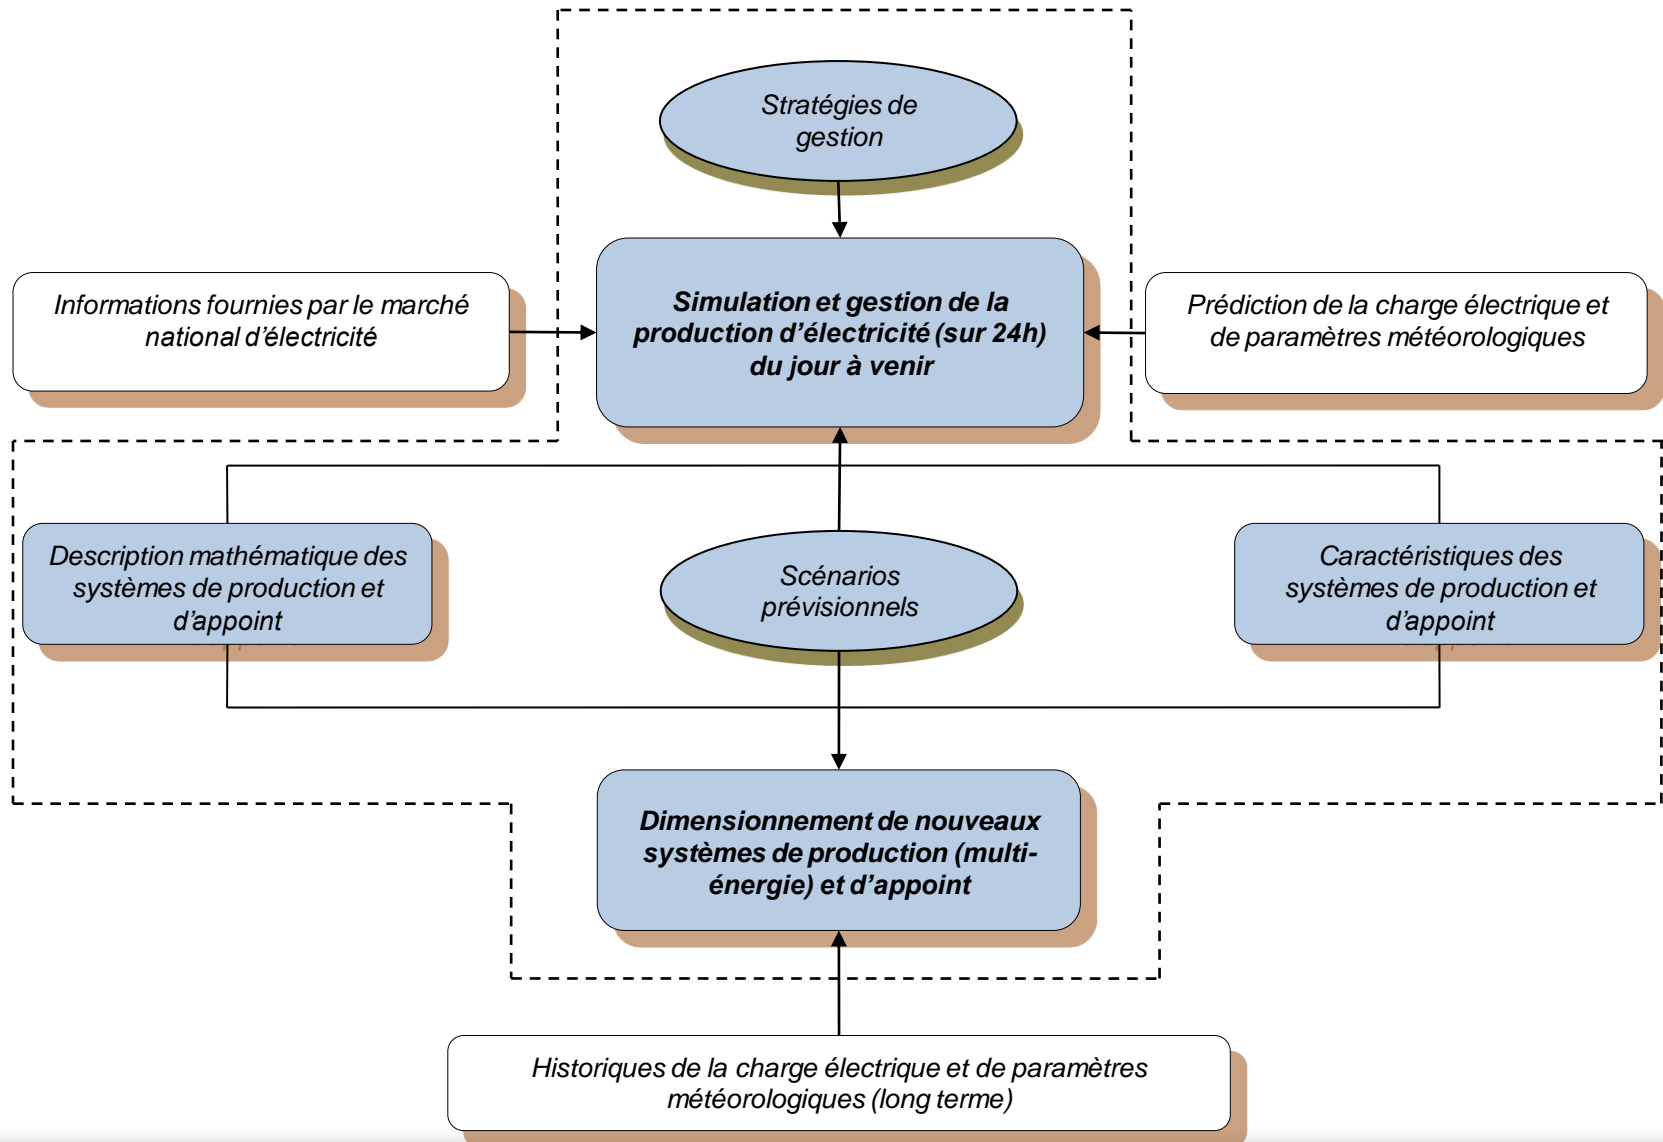 Stratégies de
gestion
Informations fournies par le marché
national d’électricité
Simulation et gestion de la
production d’électricité (sur 24h)
du jour à venir
Prédiction de la charge électrique et
de paramètres météorologiques
Description mathématique des
systèmes de production et
d’appoint
Scénarios
prévisionnels
Caractéristiques des
systèmes de production et
d’appoint
Dimensionnement de nouveaux
systèmes de production (multi-
énergie) et d’appoint
Historiques de la charge électrique et de paramètres
météorologiques (long terme)